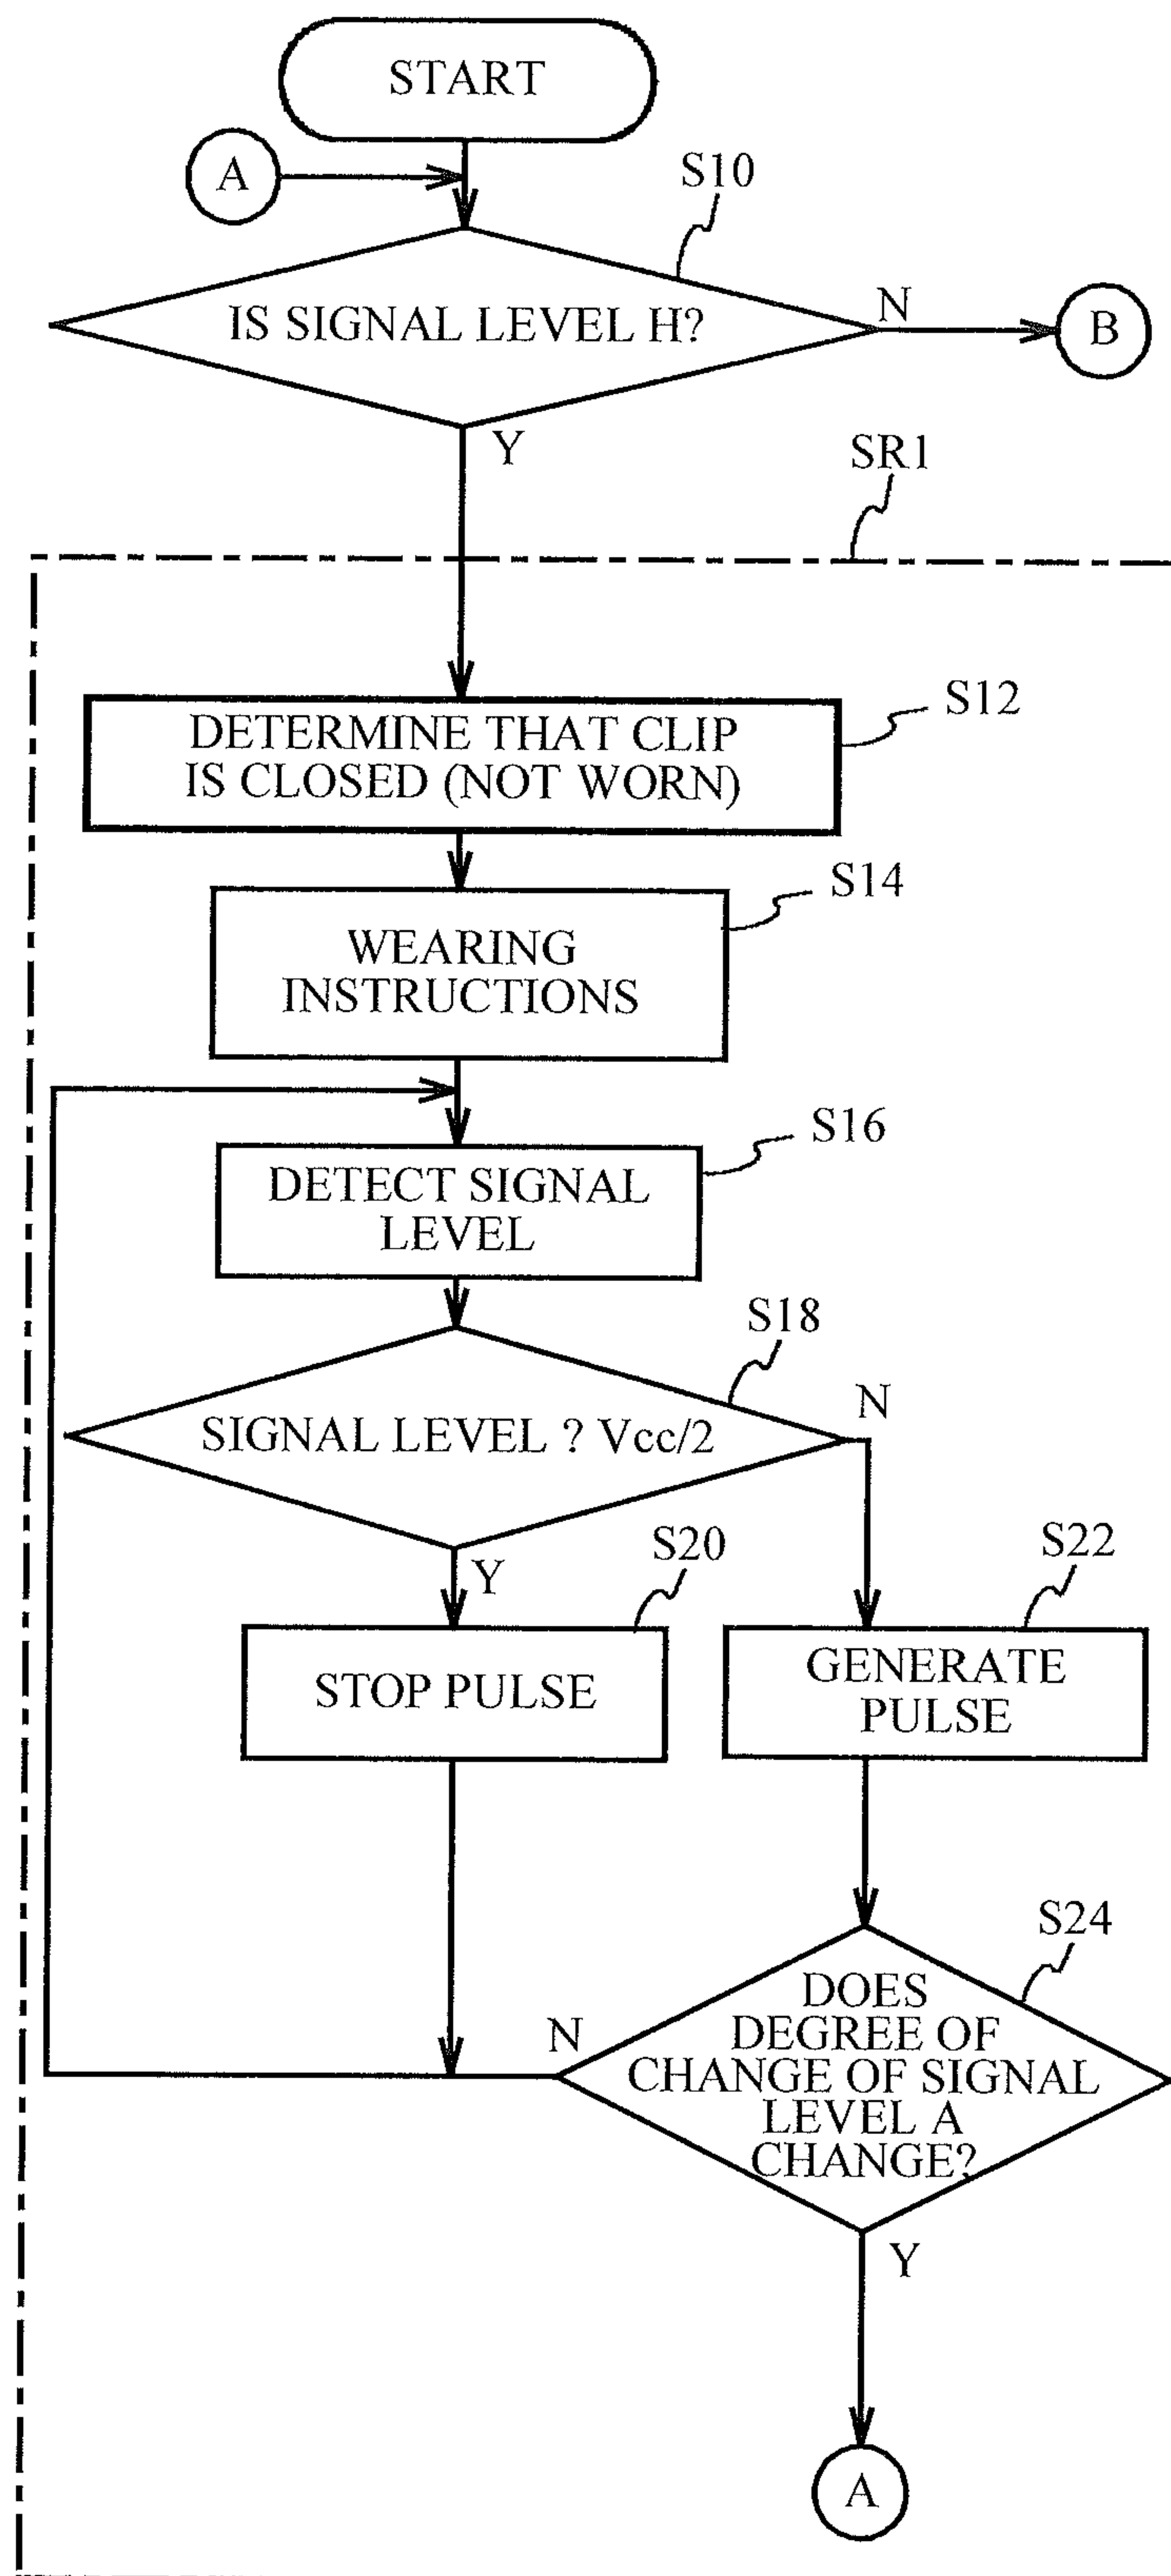 START
A
S10
IS SIGNAL LEVEL H?
N
B
Y
SR1
DETERMINE THAT CLIP
IS CLOSED (NOT WORN)
S12
WEARING
INSTRUCTIONS
S14
DETECT SIGNAL
LEVEL
S16
SIGNAL LEVEL ? Vcc/2
S18
N
Y
S20
STOP PULSE
S22
GENERATE
PULSE
S24
DOES
DEGREE OF
CHANGE OF SIGNAL
LEVEL A
CHANGE?
N
Y
A